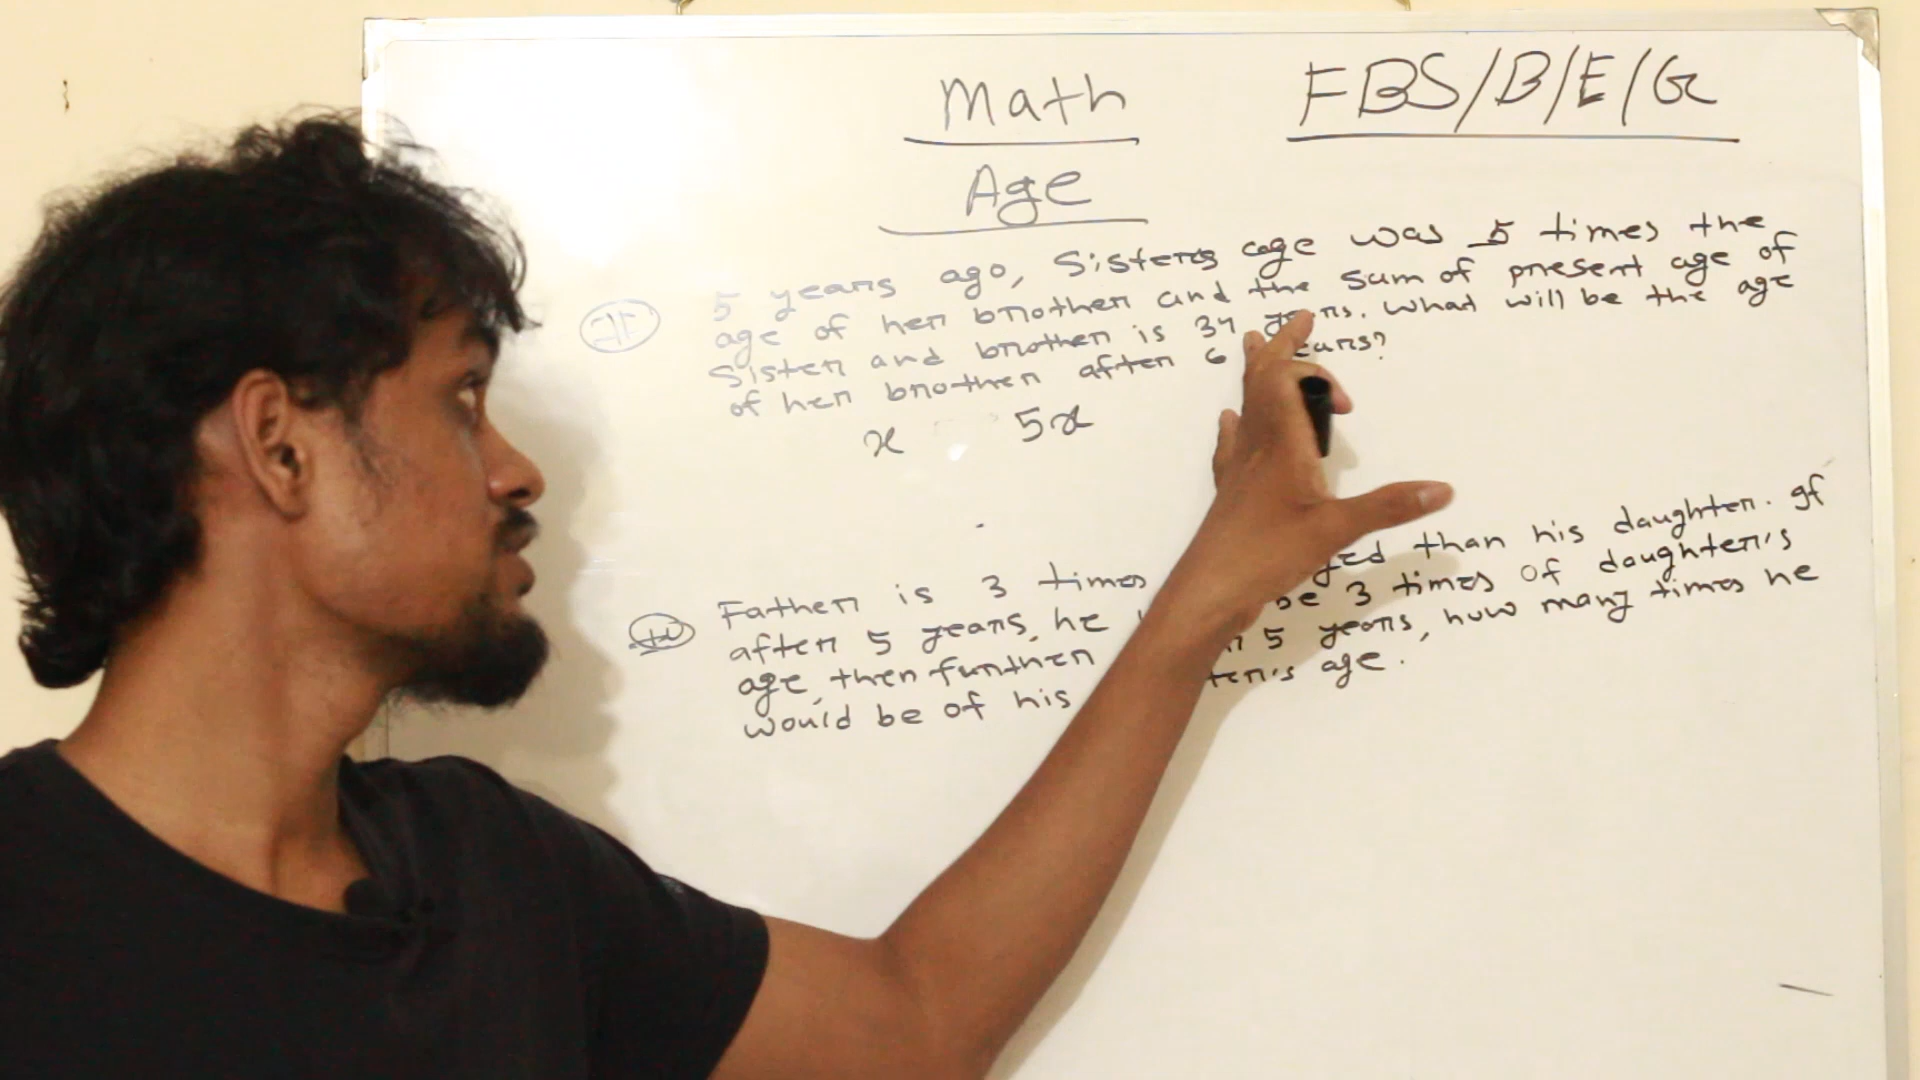 Math
FBS/B/E/G
Age
II 5 years ago, Sisters age was 5 times the
age of her brother and the sum of present age of
Sister and brother is 34 years. What will be the age
of her brother after 6 years?
x 5x
Father is 3 times aged than his daughter. If
after 5 years, he be 3 times of daughter's
age, then further 5 years, how many times he
would be of his age.